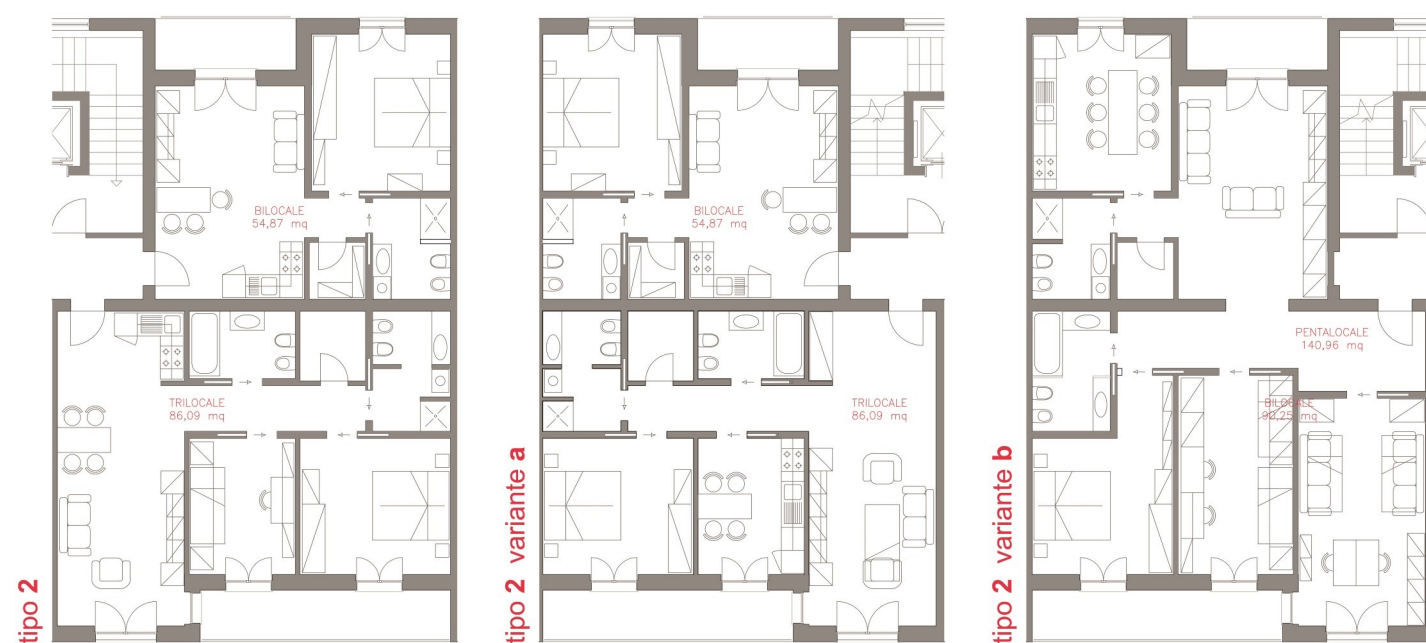 BILOCALE
54,87 mq
TRILOCALE
86,09 mq
tipo 2
BILOCALE
54,87 mq
TRILOCALE
86,09 mq
tipo 2 variante a
PENTALOCALE
140,96 mq
BILOCALE
90,25 mq
tipo 2 variante b